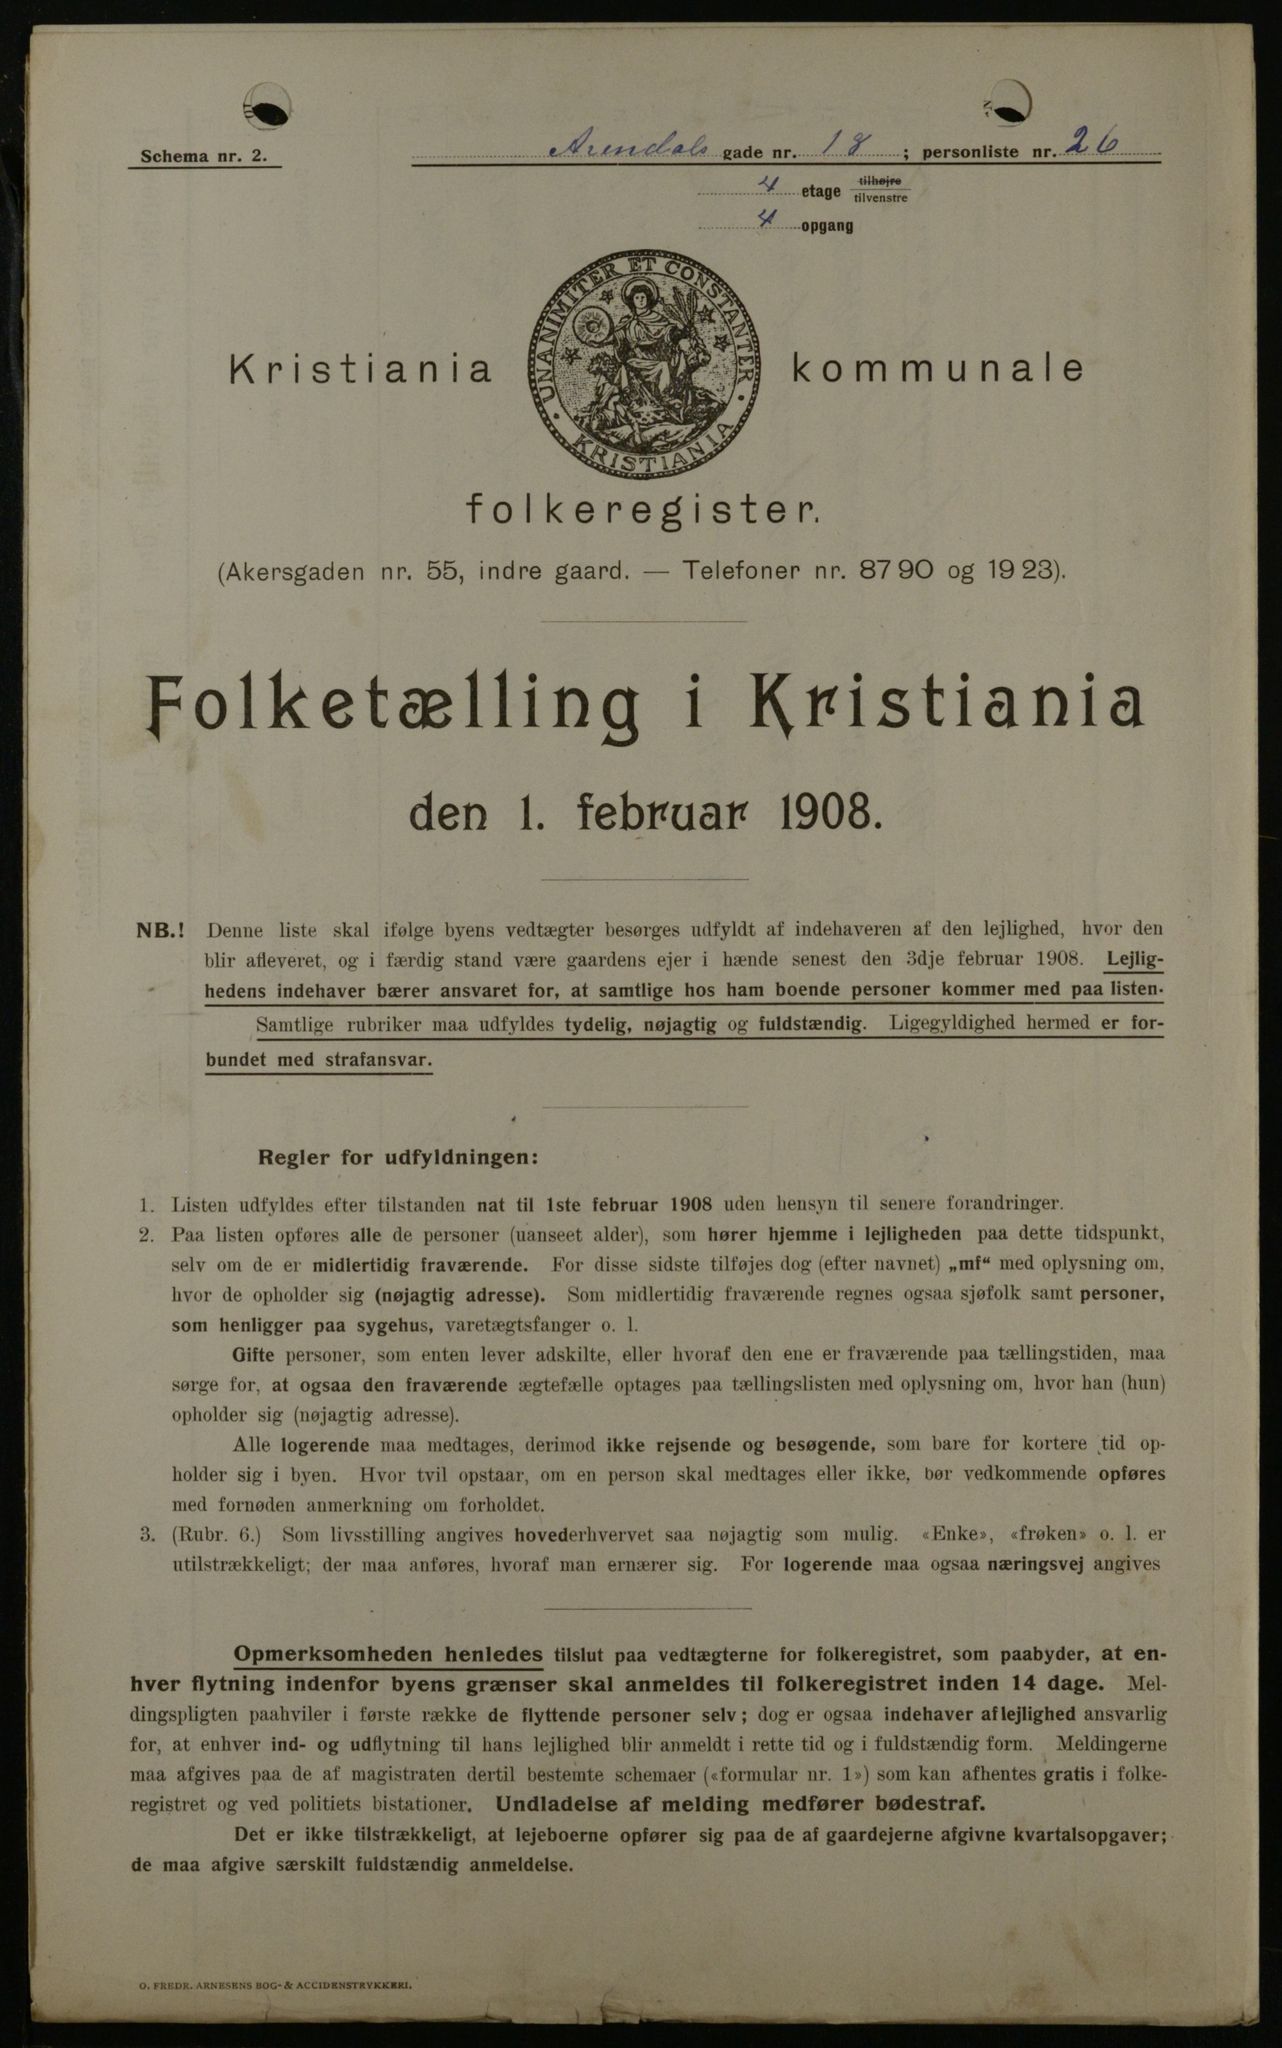 Schema nr. 2.
Arendals gade nr. 18 ; personliste nr. 26
4 etage tilhøjre
tilvenstre
4 opgang
UNANIMITER ET CONSTANTER
KRISTIANIA
Kristiania kommunale
folkeregister.
(Akersgaden nr. 55, indre gaard. — Telefoner nr. 87 90 og 19 23).
Folketælling i Kristiania
den 1. februar 1908.
NB.! Denne liste skal ifølge byens vedtægter besørges udfyldt af indehaveren af den lejlighed, hvor den
blir afleveret, og i færdig stand være gaardens ejer i hænde senest den 3dje februar 1908. Lejlig-
hedens indehaver bærer ansvaret for, at samtlige hos ham boende personer kommer med paa listen.
Samtlige rubriker maa udfyldes tydelig, nøjagtig og fuldstændig. Ligegyldighed hermed er for-
bundet med strafansvar.
Regler for udfyldningen:
1. Listen udfyldes efter tilstanden nat til 1ste februar 1908 uden hensyn til senere forandringer.
2. Paa listen opføres alle de personer (uanseet alder), som hører hjemme i lejligheden paa dette tidspunkt,
selv om de er midlertidig fraværende. For disse sidste tilføjes dog (efter navnet) „mf“ med oplysning om,
hvor de opholder sig (nøjagtig adresse). Som midlertidig fraværende regnes ogsaa sjøfolk samt personer,
som henligger paa sygehus, varetægtsfanger o. l.
Gifte personer, som enten lever adskilte, eller hvoraf den ene er fraværende paa tællingstiden, maa
sørge for, at ogsaa den fraværende ægtefælle optages paa tællingslisten med oplysning om, hvor han (hun)
opholder sig (nøjagtig adresse).
Alle logerende maa medtages, derimod ikke rejsende og besøgende, som bare for kortere tid op-
holder sig i byen. Hvor tvil opstaar, om en person skal medtages eller ikke, bør vedkommende opføres
med fornøden anmerkning om forholdet.
3. (Rubr. 6.) Som livsstilling angives hovederhvervet saa nøjagtig som mulig. «Enke», «frøken» o. l. er
utilstrækkeligt; der maa anføres, hvoraf man ernærer sig. For logerende maa ogsaa næringsvej angives
Opmerksomheden henledes tilslut paa vedtægterne for folkeregistret, som paabyder, at en-
hver flytning indenfor byens grænser skal anmeldes til folkeregistret inden 14 dage. Mel-
dingspligten paahviler i første række de flyttende personer selv; dog er ogsaa indehaver af lejlighed ansvarlig
for, at enhver ind- og udflytning til hans lejlighed blir anmeldt i rette tid og i fuldstændig form. Meldingerne
maa afgives paa de af magistraten dertil bestemte schemaer («formular nr. 1») som kan afhentes gratis i folke-
registret og ved politiets bistationer. Undladelse af melding medfører bødestraf.
Det er ikke tilstrækkeligt, at lejeboerne opfører sig paa de af gaardejerne afgivne kvartalsopgaver;
de maa afgive særskilt fuldstændig anmeldelse.
O. FREDR. ARNESENS BOG- & ACCIDENSTRYKKERI.